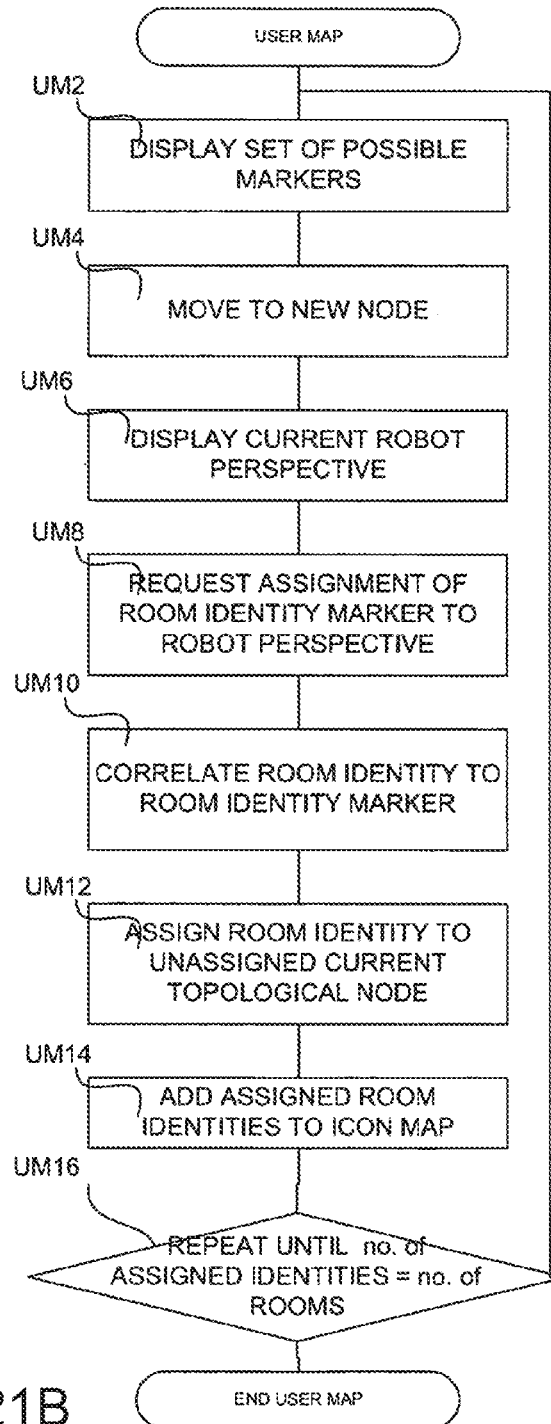 USER MAP
UM2
DISPLAY SET OF POSSIBLE
MARKERS
UM4
MOVE TO NEW NODE
UM6
DISPLAY CURRENT ROBOT
PERSPECTIVE
UM8
REQUEST ASSIGNMENT OF
ROOM IDENTITY MARKER TO
ROBOT PERSPECTIVE
UM10
CORRELATE ROOM IDENTITY TO
ROOM IDENTITY MARKER
UM12
ASSIGN ROOM IDENTITY TO
UNASSIGNED CURRENT
TOPOLOGICAL NODE
UM14
ADD ASSIGNED ROOM
IDENTITIES TO ICON MAP
UM16
REPEAT UNTIL no. of
ASSIGNED IDENTITIES = no. of
ROOMS
21B
END USER MAP